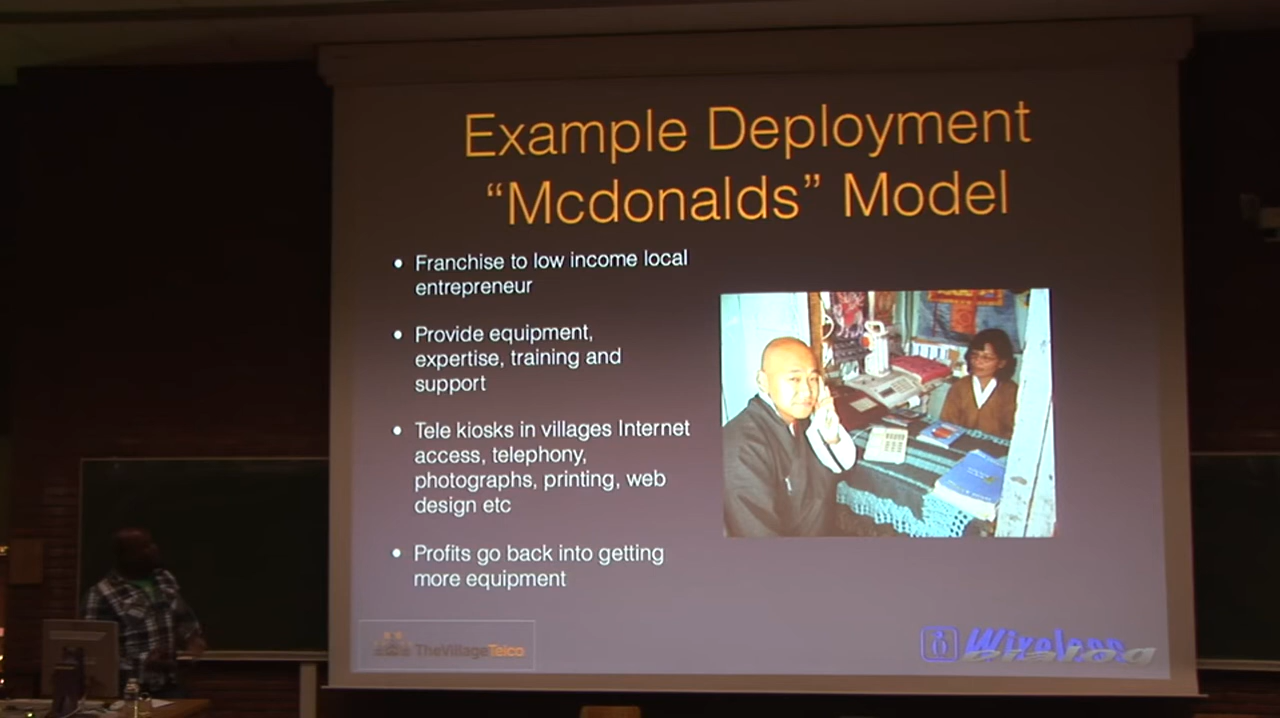 Example Deployment
“Mcdonalds” Model
• Franchise to low income local
entrepreneur
• Provide equipment,
expertise, training and
support
• Tele kiosks in villages Internet
access, telephony,
photographs, printing, web
design etc
• Profits go back into getting
more equipment
TheVillageTelco
Wireless